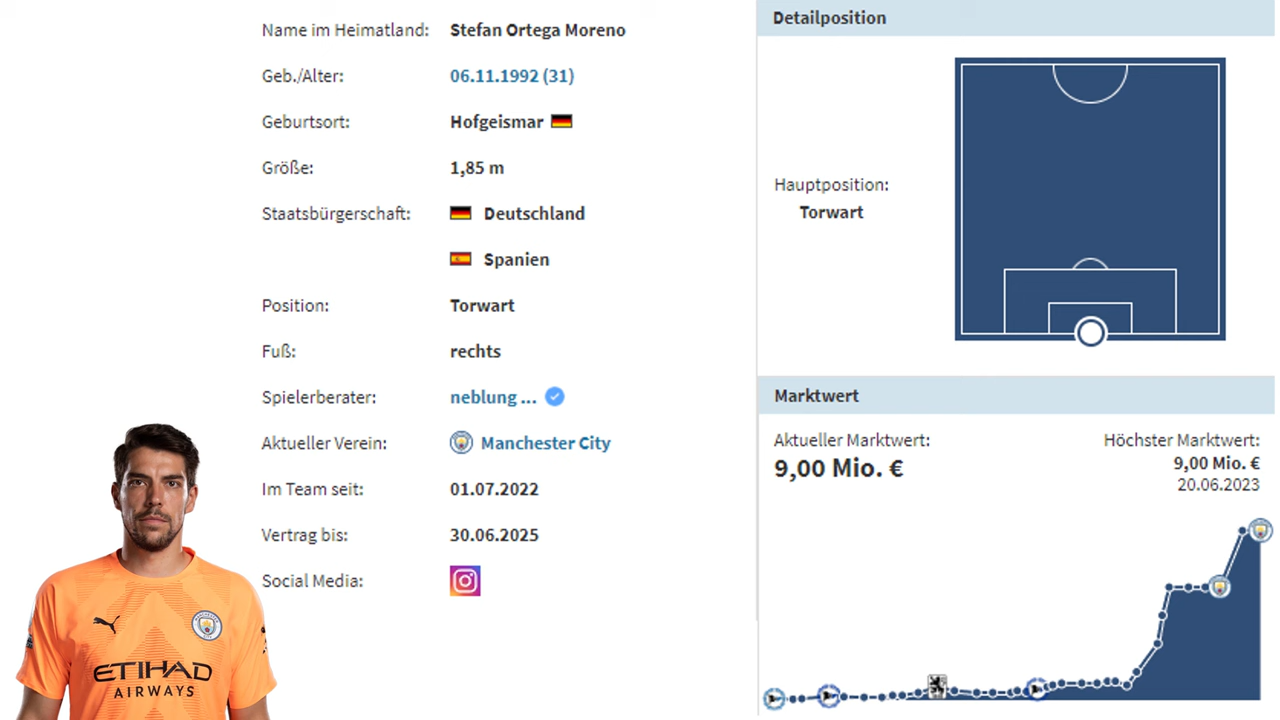 Name im Heimatland: Stefan Ortega Moreno
Geb./Alter: 06.11.1992 (31)
Geburtsort: Hofgeismar
Größe: 1,85 m
Staatsbürgerschaft: Deutschland
Spanien
Position: Torwart
Fuß: rechts
Spielerberater: neblung ...
Aktueller Verein: Manchester City
Im Team seit: 01.07.2022
Vertrag bis: 30.06.2025
Social Media:
ETIHAD
AIRWAYS
Detailposition
Hauptposition:
Torwart
Marktwert
Aktueller Marktwert:
9,00 Mio. €
Höchster Marktwert:
9,00 Mio. €
20.06.2023